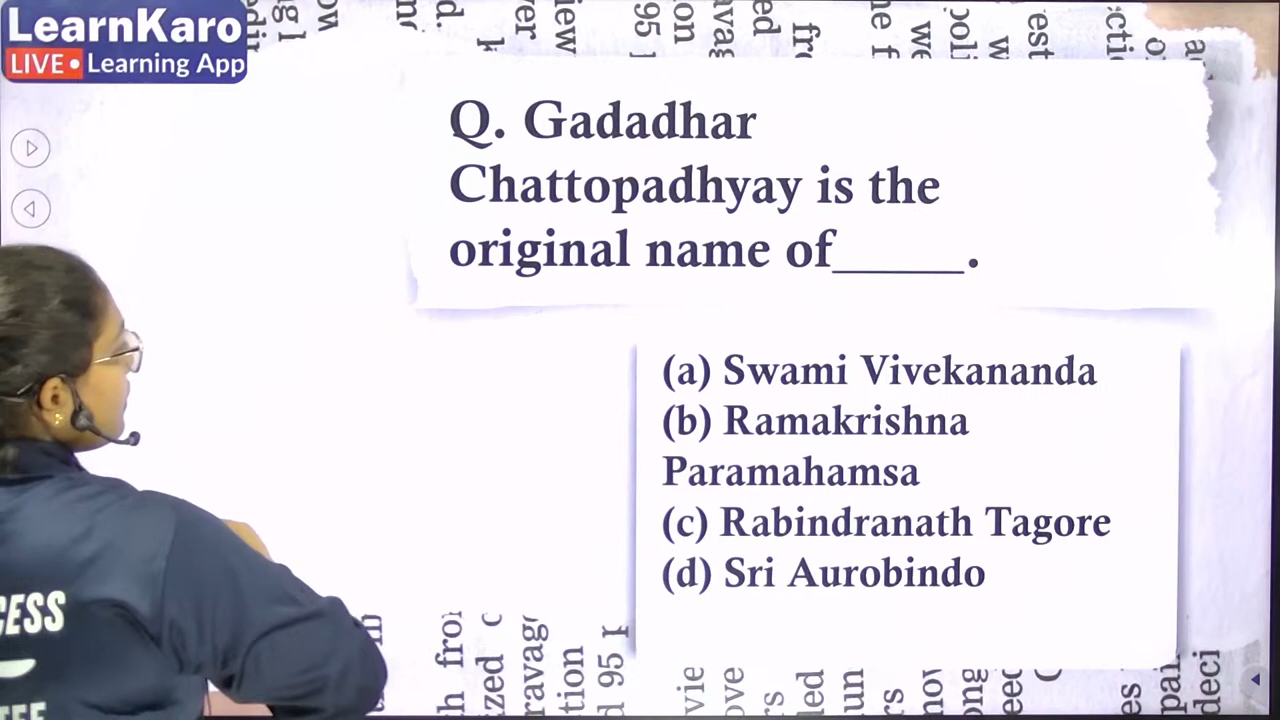 LearnKaro
LIVE • Learning App
Q. Gadadhar
Chattopadhyay is the
original name of_____.
(a) Swami Vivekananda
(b) Ramakrishna
Paramahamsa
(c) Rabindranath Tagore
(d) Sri Aurobindo